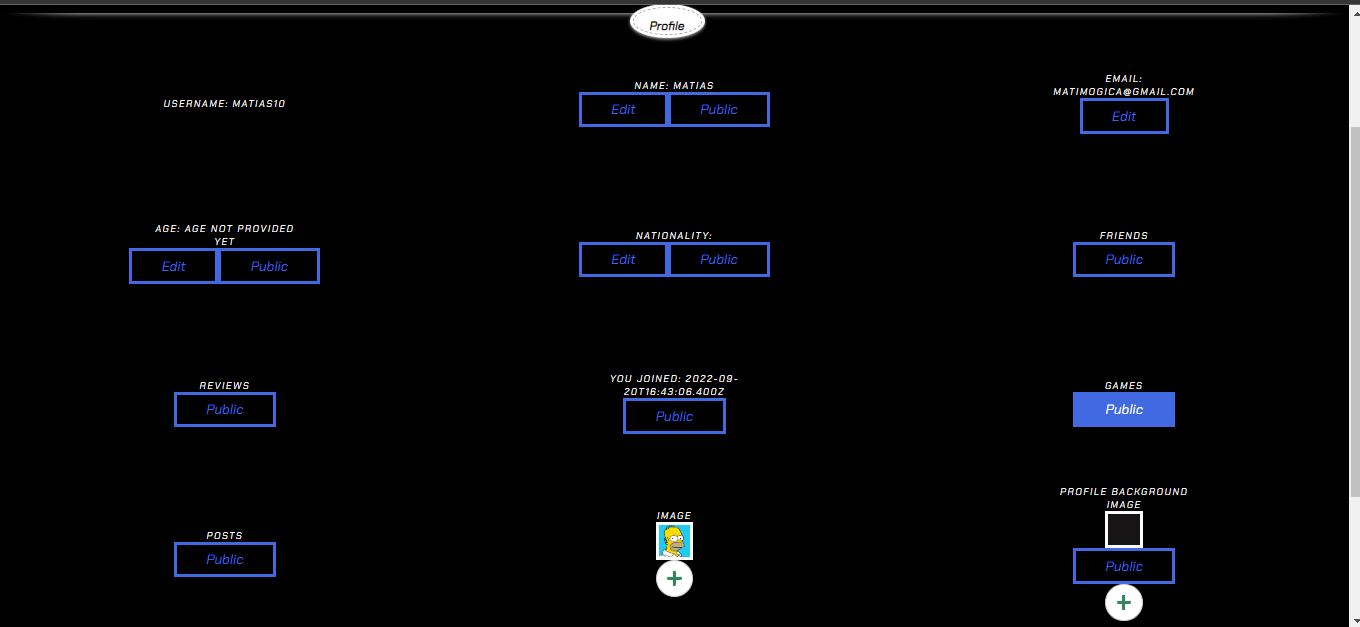 Profile
USERNAME: MATIAS10
NAME: MATIAS
Edit
Public
EMAIL:
MATIMOGICA@GMAIL.COM
Edit
AGE: AGE NOT PROVIDED
YET
Edit
Public
NATIONALITY:
Edit
Public
FRIENDS
Public
REVIEWS
Public
YOU JOINED: 2022-09-
20T16:43:06.400Z
Public
GAMES
Public
POSTS
Public
IMAGE
PROFILE BACKGROUND
IMAGE
Public